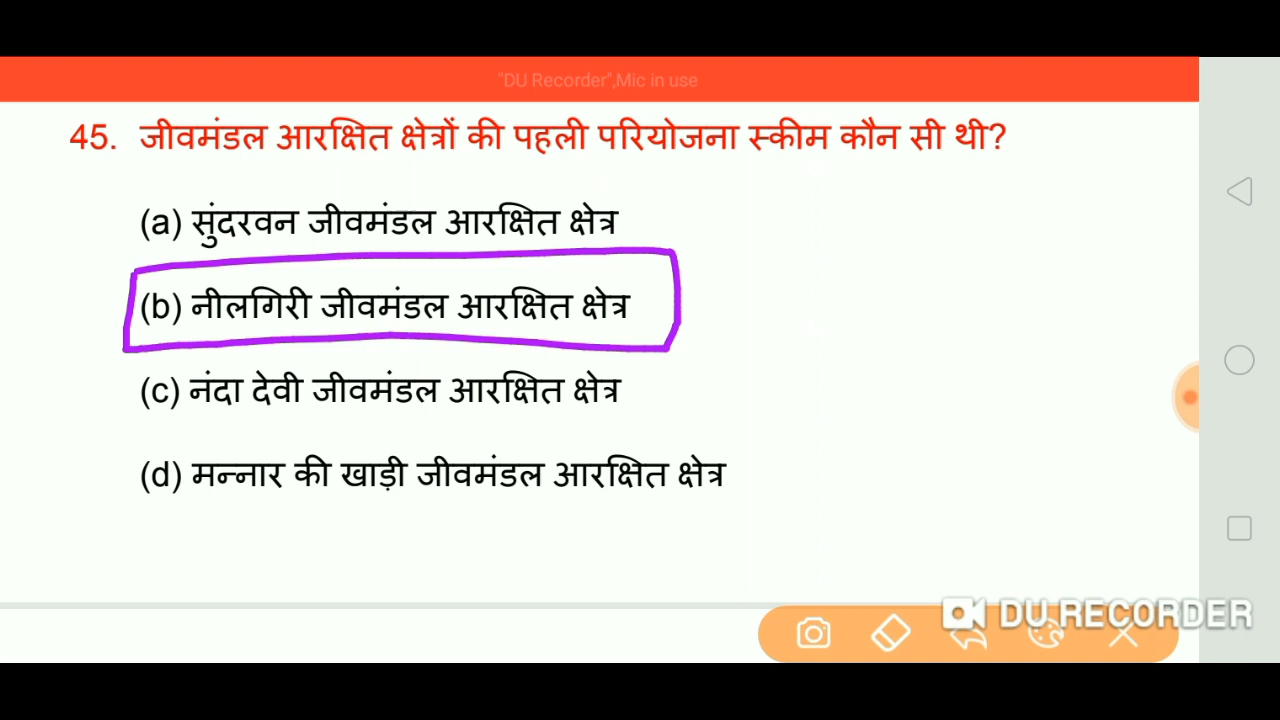 "DU Recorder",Mic in use
45. जीवमंडल आरक्षित क्षेत्रों की पहली परियोजना स्कीम कौन सी थी?
(a) सुंदरवन जीवमंडल आरक्षित क्षेत्र
(b) नीलगिरी जीवमंडल आरक्षित क्षेत्र
(c) नंदा देवी जीवमंडल आरक्षित क्षेत्र
(d) मन्नार की खाड़ी जीवमंडल आरक्षित क्षेत्र
DU RECORDER